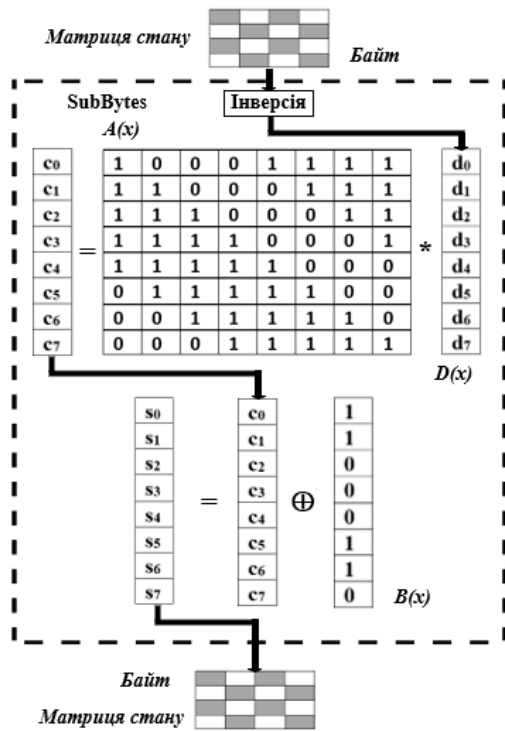 Матриця стану
Байт
SubBytes
Інверсія
A(x)
c₀ 1 0 0 0 1 1 1 1 d₀
c₁ 1 1 0 0 0 1 1 1 d₁
c₂ 1 1 1 0 0 0 1 1 d₂
c₃ 1 1 1 1 0 0 0 1 d₃
= *
c₄ 1 1 1 1 1 0 0 0 d₄
c₅ 0 1 1 1 1 1 0 0 d₅
c₆ 0 0 1 1 1 1 1 0 d₆
c₇ 0 0 0 1 1 1 1 1 d₇
D(x)
s₀ c₀ 1
s₁ c₁ 1
s₂ c₂ 0
s₃ c₃ 0
= ⊕
s₄ c₄ 0
s₅ c₅ 1
s₆ c₆ 1
s₇ c₇ 0
B(x)
Байт
Матриця стану